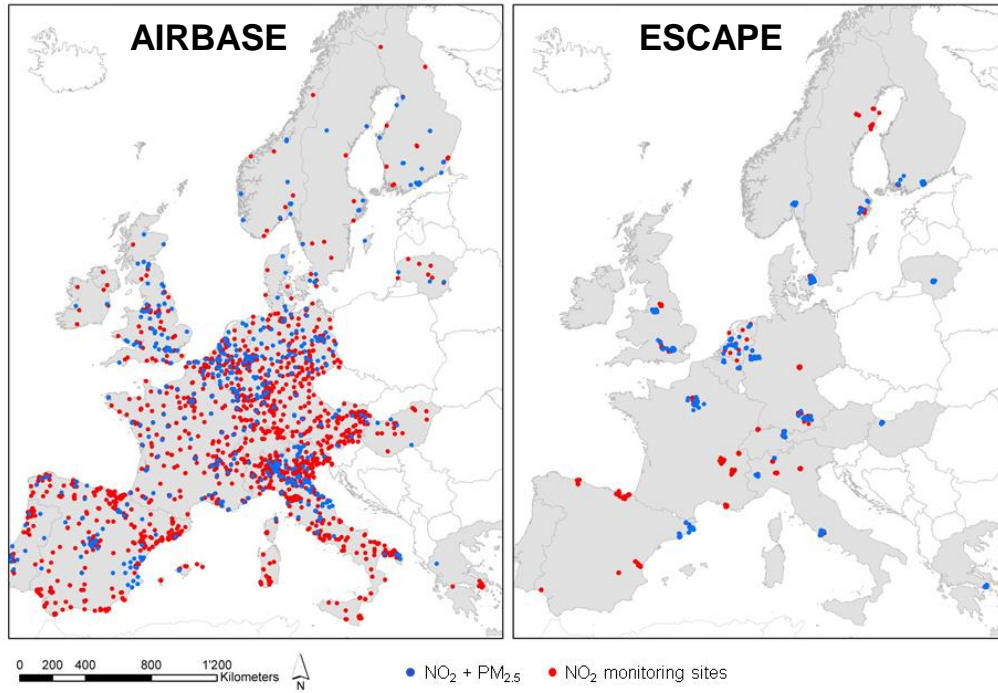 AIRBASE
ESCAPE
0 200 400 800 1'200
Kilometers
N
NO₂ + PM₂.₅
NO₂ monitoring sites